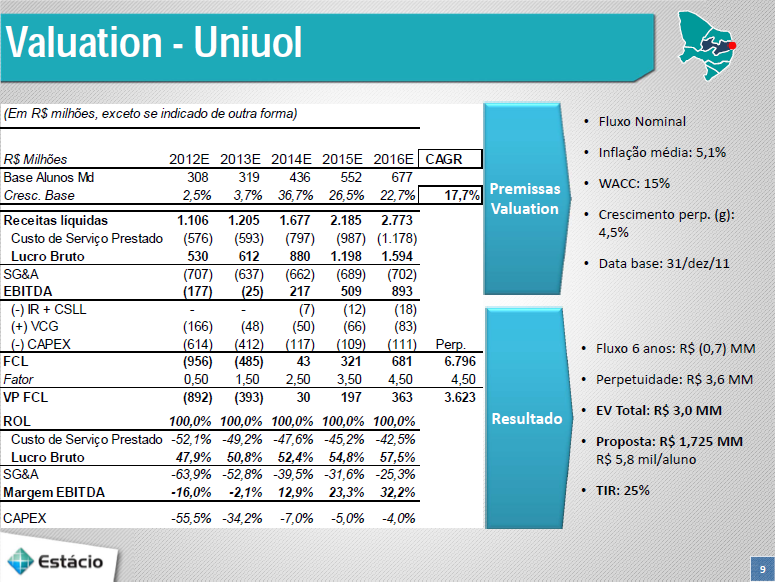 Valuation - Uniuol
(Em R$ milhões, exceto se indicado de outra forma)
R$ Milhões 2012E 2013E 2014E 2015E 2016E CAGR
Base Alunos Md 308 319 436 552 677
Cresc. Base 2,5% 3,7% 36,7% 26,5% 22,7% 17,7%
Receitas líquidas 1.106 1.205 1.677 2.185 2.773
Custo de Serviço Prestado (576) (593) (797) (987) (1.178)
Lucro Bruto 530 612 880 1.198 1.594
SG&A (707) (637) (662) (689) (702)
EBITDA (177) (25) 217 509 893
(-) IR + CSLL - - (7) (12) (18)
(+) VCG (166) (48) (50) (66) (83)
(-) CAPEX (614) (412) (117) (109) (111) Perp.
FCL (956) (485) 43 321 681 6.796
Fator 0,50 1,50 2,50 3,50 4,50 4,50
VP FCL (892) (393) 30 197 363 3.623
ROL 100,0% 100,0% 100,0% 100,0% 100,0%
Custo de Serviço Prestado -52,1% -49,2% -47,6% -45,2% -42,5%
Lucro Bruto 47,9% 50,8% 52,4% 54,8% 57,5%
SG&A -63,9% -52,8% -39,5% -31,6% -25,3%
Margem EBITDA -16,0% -2,1% 12,9% 23,3% 32,2%
CAPEX -55,5% -34,2% -7,0% -5,0% -4,0%
Premissas
Valuation
• Fluxo Nominal
• Inflação média: 5,1%
• WACC: 15%
• Crescimento perp. (g):
4,5%
• Data base: 31/dez/11
Resultado
• Fluxo 6 anos: R$ (0,7) MM
• Perpetuidade: R$ 3,6 MM
• EV Total: R$ 3,0 MM
• Proposta: R$ 1,725 MM
R$ 5,8 mil/aluno
• TIR: 25%
Estácio
9